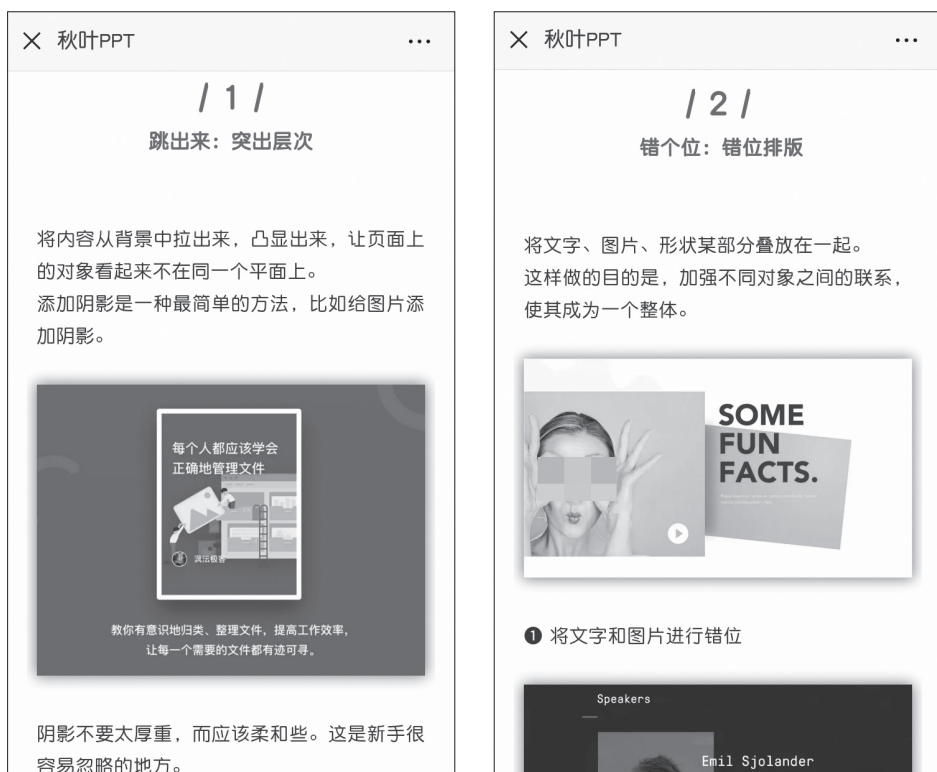 秋叶PPT
/ 1 /
跳出来：突出层次
将内容从背景中拉出来，凸显出来，让页面上
的对象看起来不在同一个平面上。
添加阴影是一种最简单的方法，比如给图片添
加阴影。
每个人都应该学会
正确地管理文件
教你有意识地归类、整理文件，提高工作效率，
让每一个需要的文件都有迹可寻。
阴影不要太厚重，而应该柔和些。这是新手很
容易忽略的地方。
秋叶PPT
/ 2 /
错个位：错位排版
将文字、图片、形状某部分叠放在一起。
这样做的目的是，加强不同对象之间的联系，
使其成为一个整体。
SOME
FUN
FACTS.
❶ 将文字和图片进行错位
Speakers
Emil Sjolander